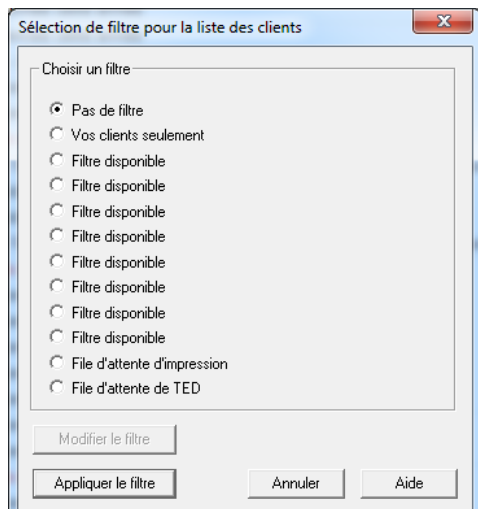 Sélection de filtre pour la liste des clients
Choisir un filtre
Pas de filtre
Vos clients seulement
Filtre disponible
Filtre disponible
Filtre disponible
Filtre disponible
Filtre disponible
Filtre disponible
Filtre disponible
Filtre disponible
File d'attente d'impression
File d'attente de TED
Modifier le filtre
Appliquer le filtre Annuler Aide